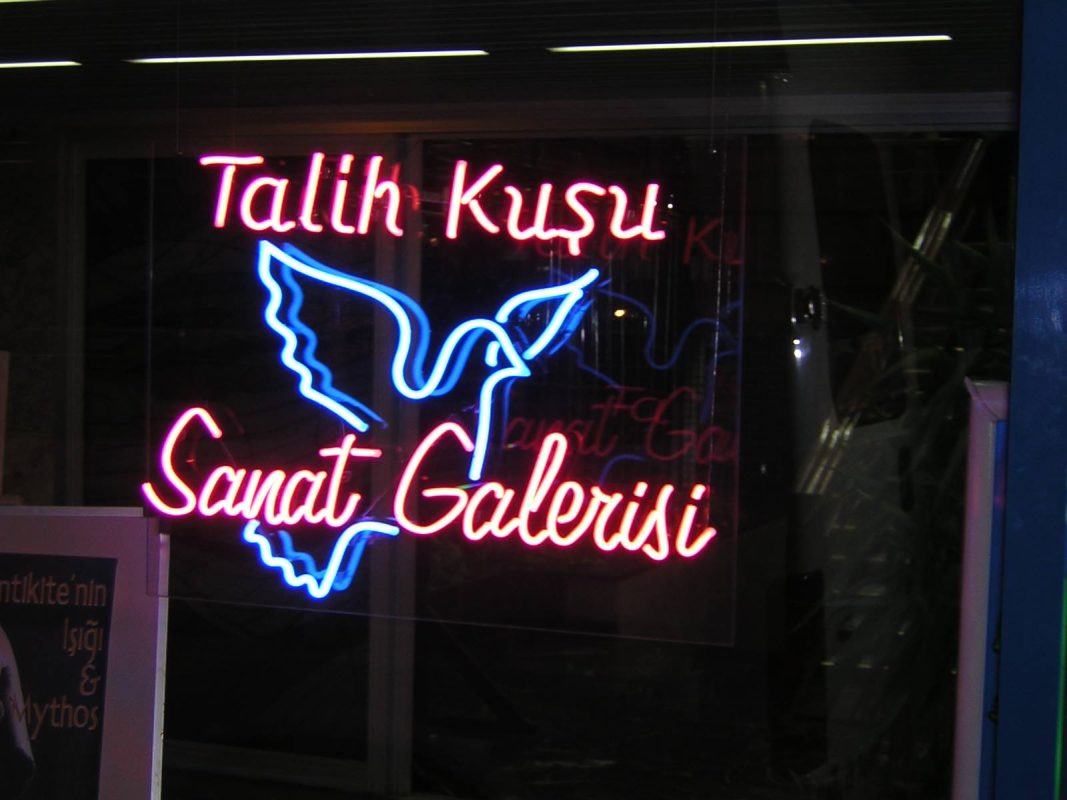 Talih Kuşu
Sanat Galerisi
ntikite'nin
Işığı
&
Mythos